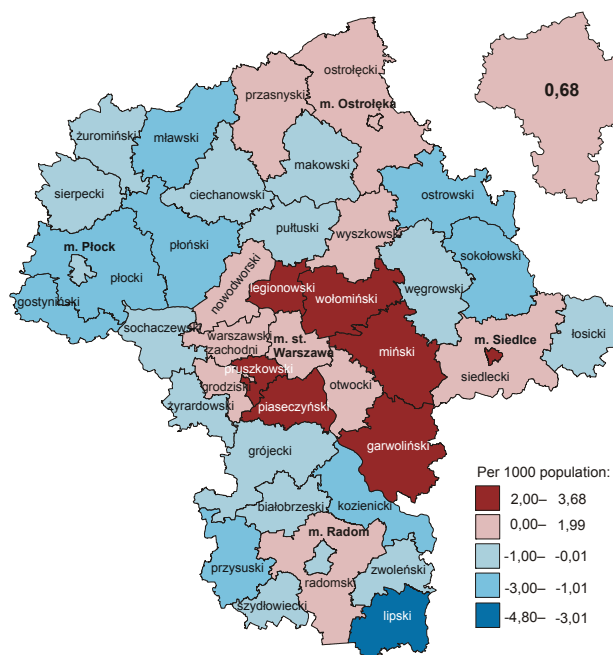 ostrołęcki
przasnyski
m. Ostrołęka
0,68
żuromiński
mławski
makowski
ciechanowski
sierpecki
ostrowski
pułtuski
wyszkowski
m. Płock
płoński
sokołowski
płocki
nowodworski
legionowski
wołomiński
węgrowski
gostyniński
sochaczewski
warszawski
zachodni
m. st.
Warszawa
miński
m. Siedlce
łosicki
siedlecki
pruszkowski
grodziski
otwocki
żyrardowski
piaseczyński
garwoliński
grójecki
białobrzeski
kozienicki
m. Radom
przysuski
radomski
zwoleński
szydłowiecki
lipski
Per 1000 population:
2,00– 3,68
0,00– 1,99
-1,00– -0,01
-3,00– -1,01
-4,80– -3,01